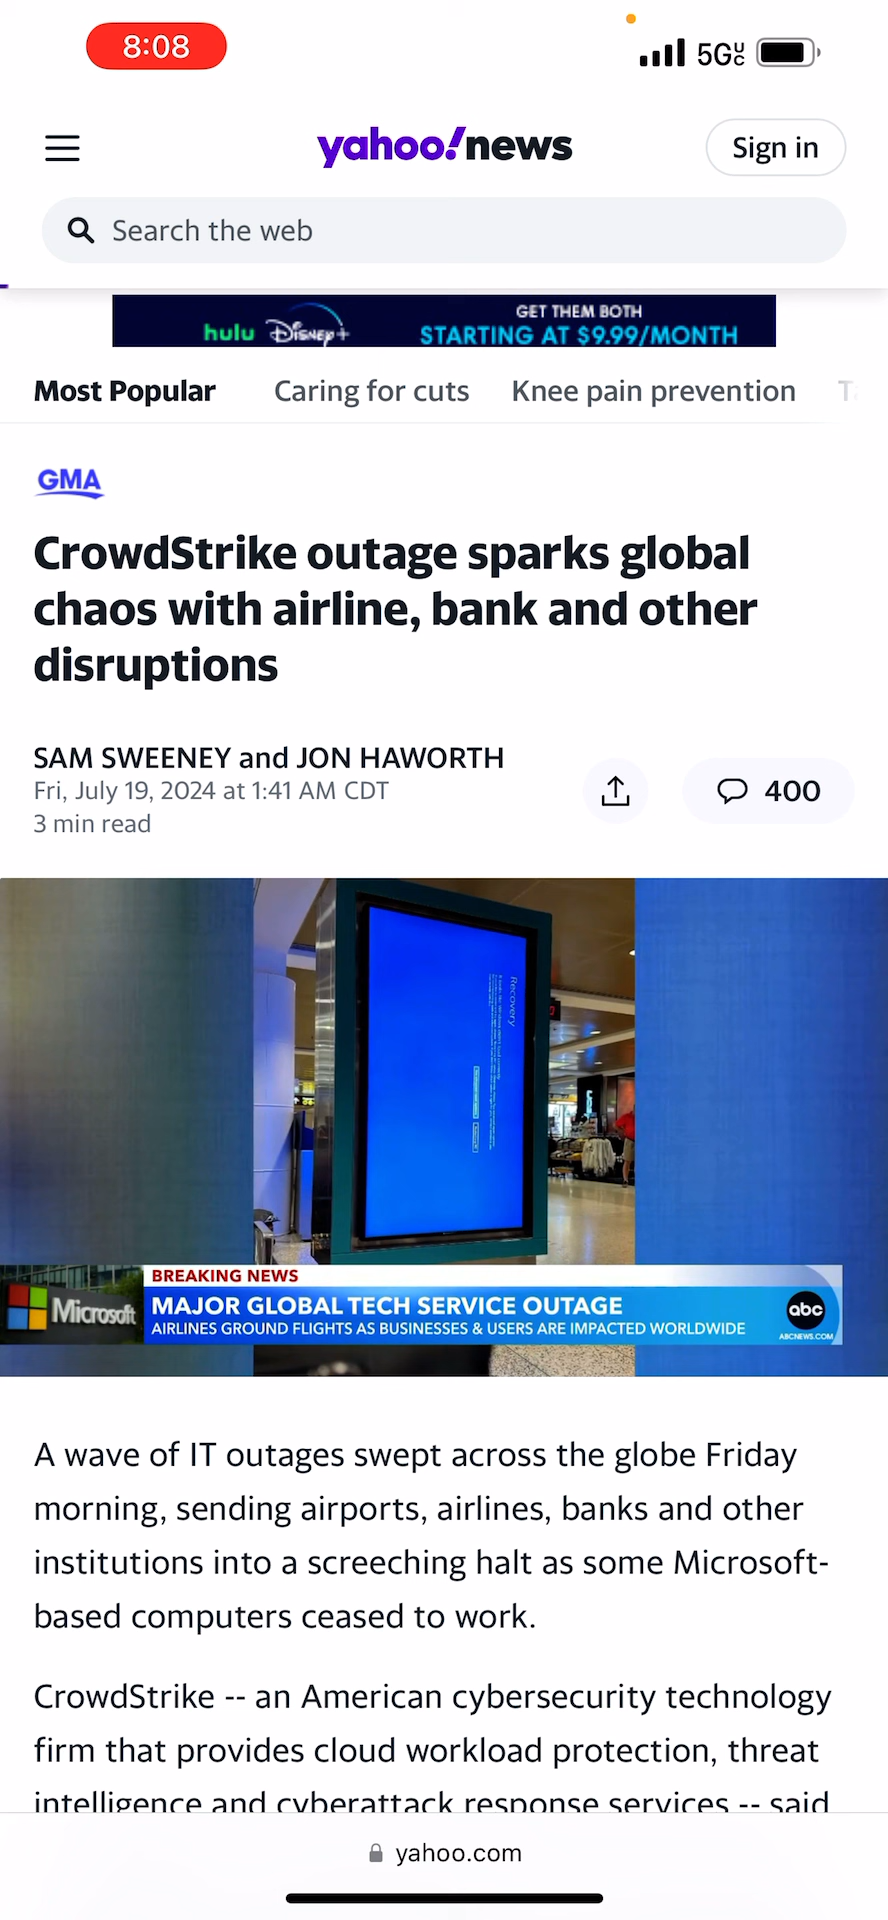 8:08
5G UC
yahoo!news
Sign in
Search the web
hulu Disney+
GET THEM BOTH
STARTING AT $9.99/MONTH
Most Popular Caring for cuts Knee pain prevention
GMA
CrowdStrike outage sparks global
chaos with airline, bank and other
disruptions
SAM SWEENEY and JON HAWORTH
Fri, July 19, 2024 at 1:41 AM CDT
3 min read
400
Recovery
BREAKING NEWS
Microsoft
MAJOR GLOBAL TECH SERVICE OUTAGE
AIRLINES GROUND FLIGHTS AS BUSINESSES & USERS ARE IMPACTED WORLDWIDE
abc
ABCNEWS.COM
A wave of IT outages swept across the globe Friday
morning, sending airports, airlines, banks and other
institutions into a screeching halt as some Microsoft-
based computers ceased to work.
CrowdStrike -- an American cybersecurity technology
firm that provides cloud workload protection, threat
intelligence and cyberattack response services -- said
yahoo.com